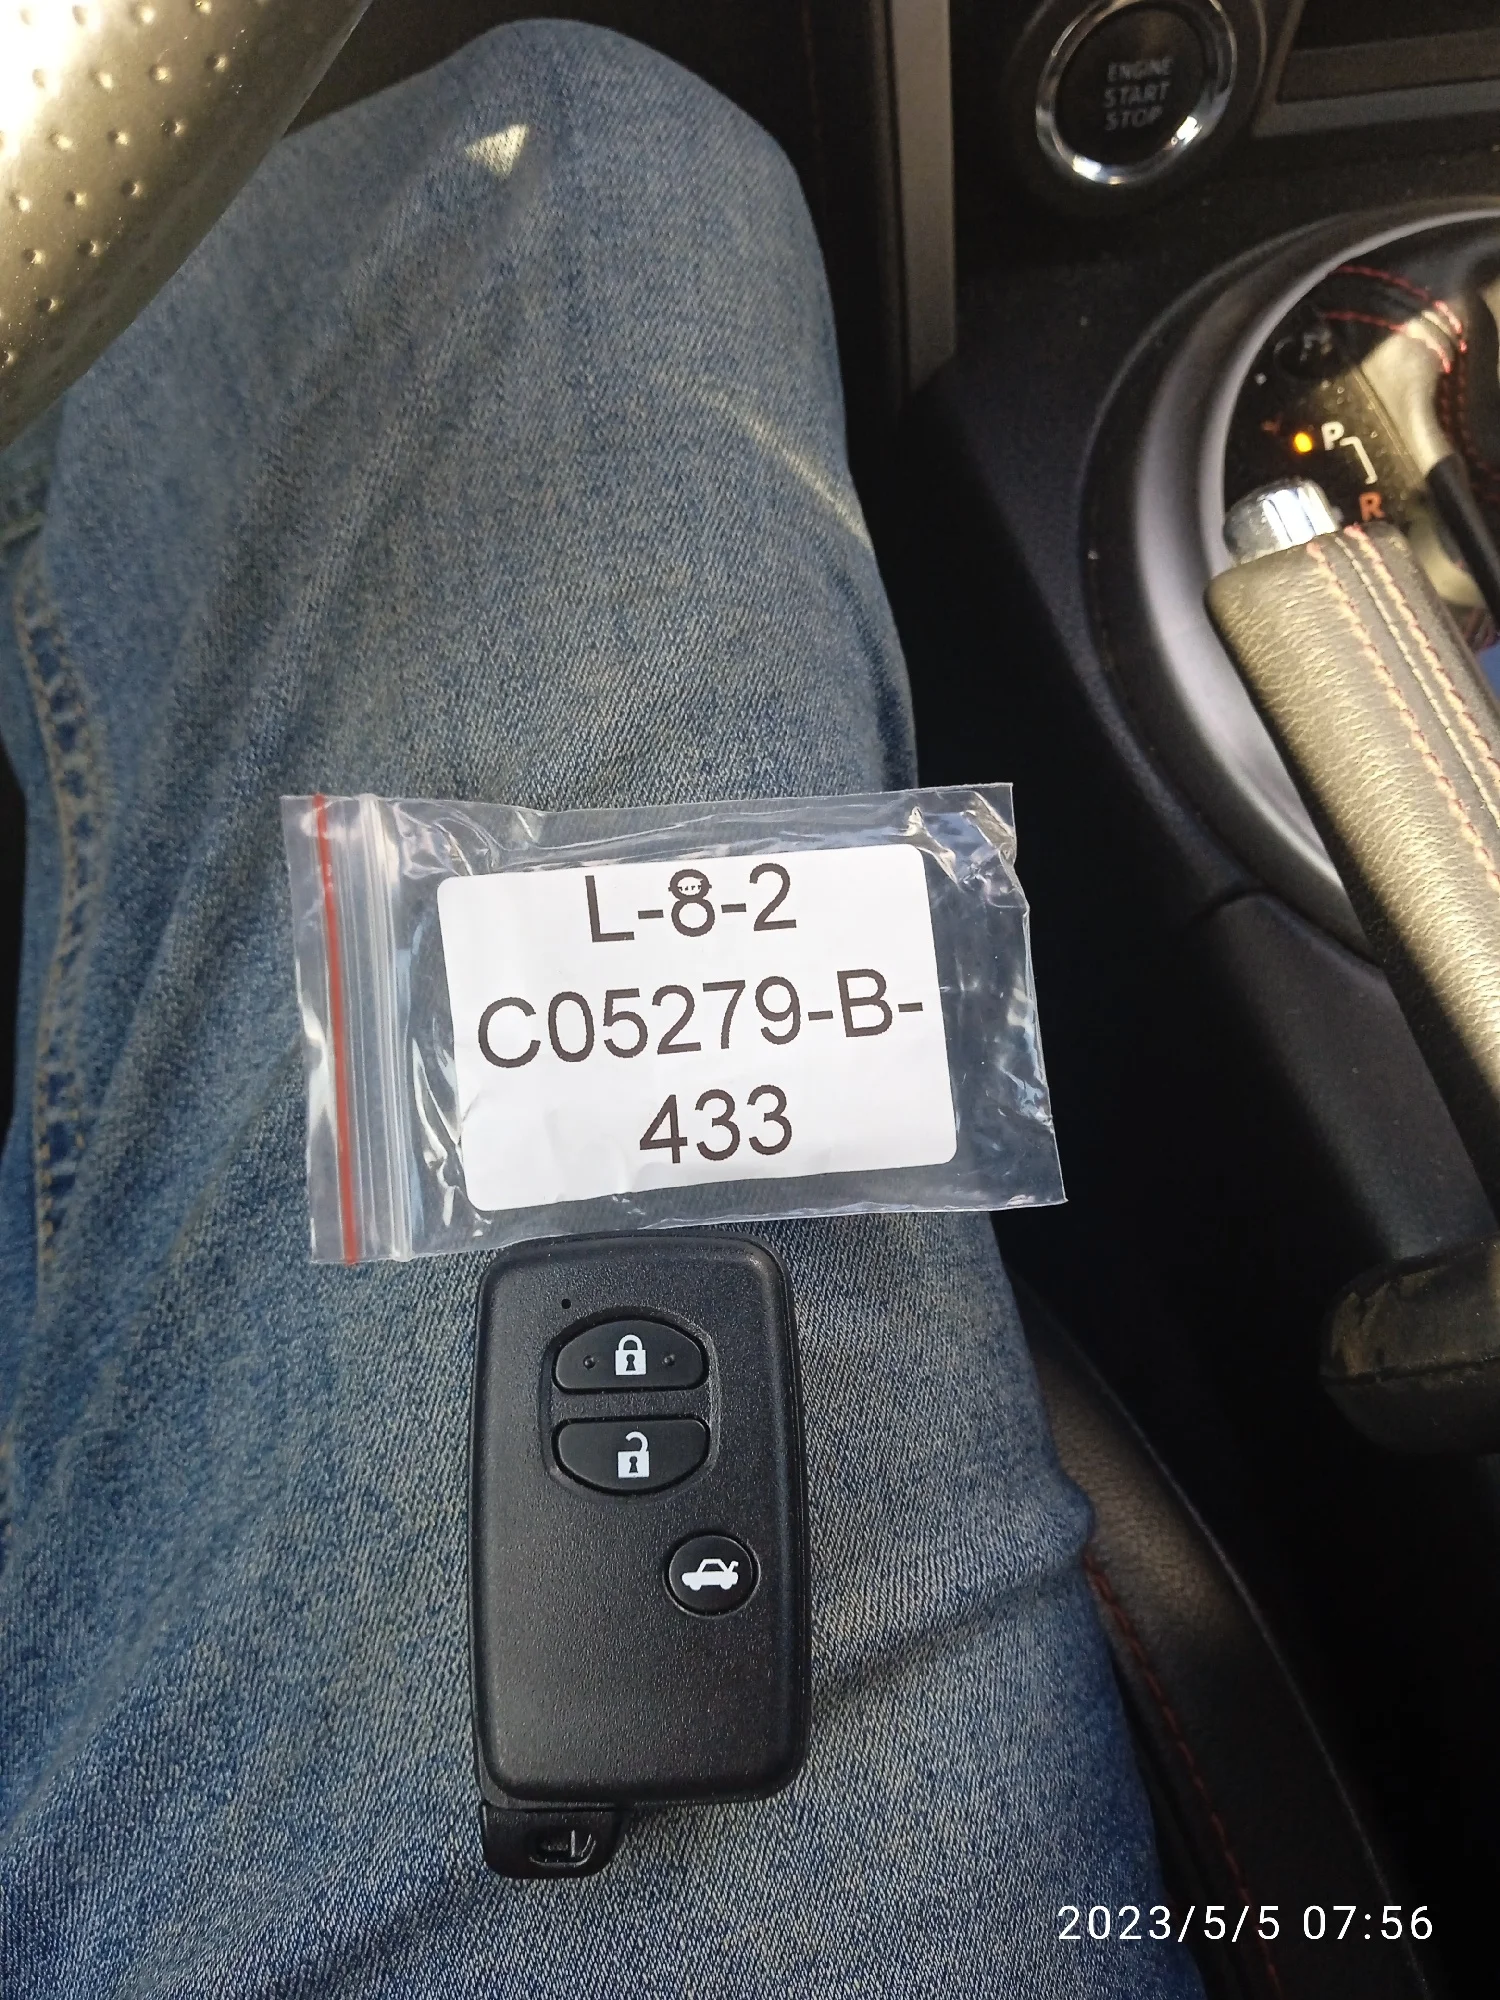 ENGINE
START
STOP
P
R
L-8-2
C05279-B-
433
2023/5/5 07:56